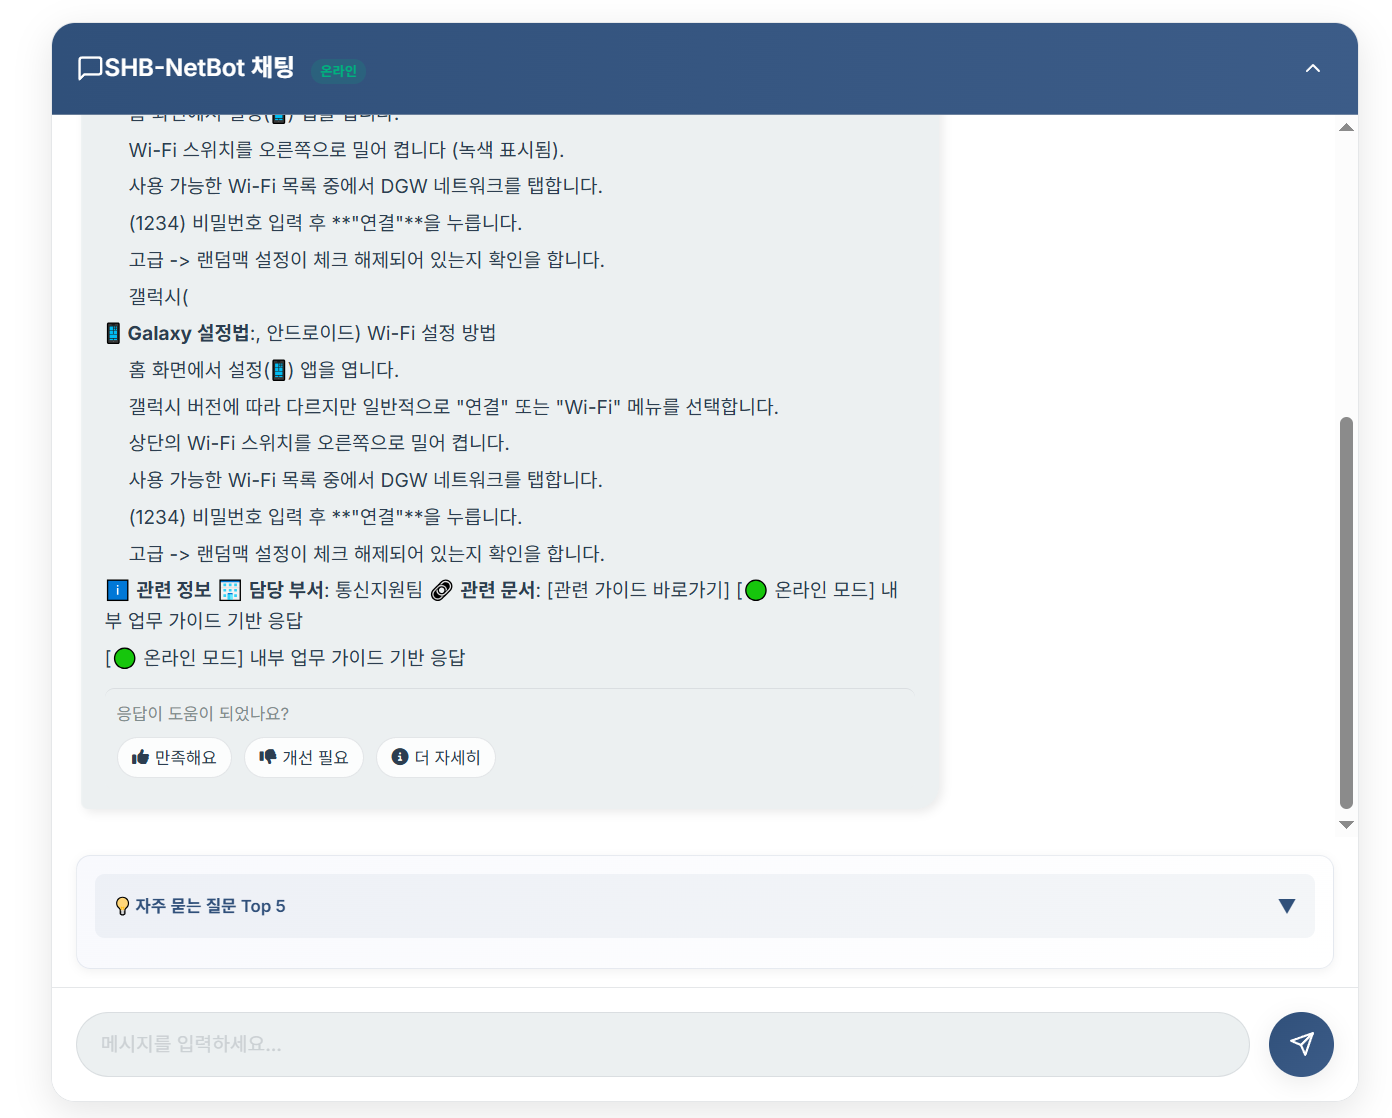 SHB-NetBot 채팅 온라인
홈 화면에서 설정(📱) 앱을 엽니다.
Wi-Fi 스위치를 오른쪽으로 밀어 켭니다 (녹색 표시됨).
사용 가능한 Wi-Fi 목록 중에서 DGW 네트워크를 탭합니다.
(1234) 비밀번호 입력 후 **"연결"**을 누릅니다.
고급 -> 랜덤맥 설정이 체크 해제되어 있는지 확인을 합니다.
갤럭시(
📱 Galaxy 설정법:, 안드로이드) Wi-Fi 설정 방법
홈 화면에서 설정(📱) 앱을 엽니다.
갤럭시 버전에 따라 다르지만 일반적으로 "연결" 또는 "Wi-Fi" 메뉴를 선택합니다.
상단의 Wi-Fi 스위치를 오른쪽으로 밀어 켭니다.
사용 가능한 Wi-Fi 목록 중에서 DGW 네트워크를 탭합니다.
(1234) 비밀번호 입력 후 **"연결"**을 누릅니다.
고급 -> 랜덤맥 설정이 체크 해제되어 있는지 확인을 합니다.
ℹ️ 관련 정보 🏢 담당 부서: 통신지원팀 🔗 관련 문서: [관련 가이드 바로가기] [🟢 온라인 모드] 내
부 업무 가이드 기반 응답
[🟢 온라인 모드] 내부 업무 가이드 기반 응답
응답이 도움이 되었나요?
만족해요 개선 필요 더 자세히
💡 자주 묻는 질문 Top 5 ▼
메시지를 입력하세요...